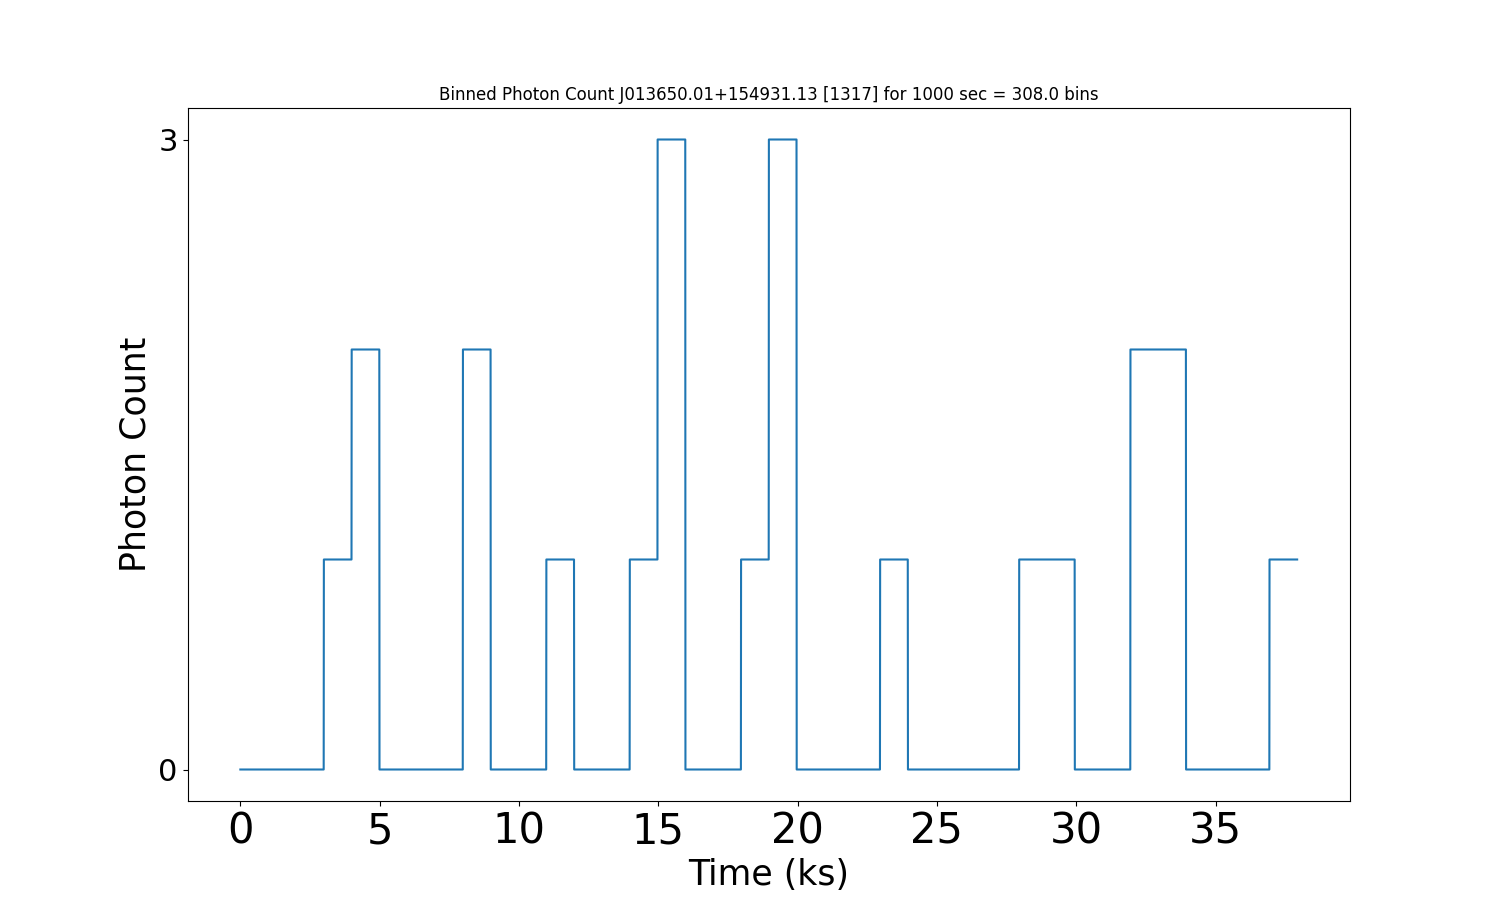 Binned Photon Count J013650.01+154931.13 [1317] for 1000 sec = 308.0 bins
3
Photon Count
0
0 5 10 15 20 25 30 35
Time (ks)